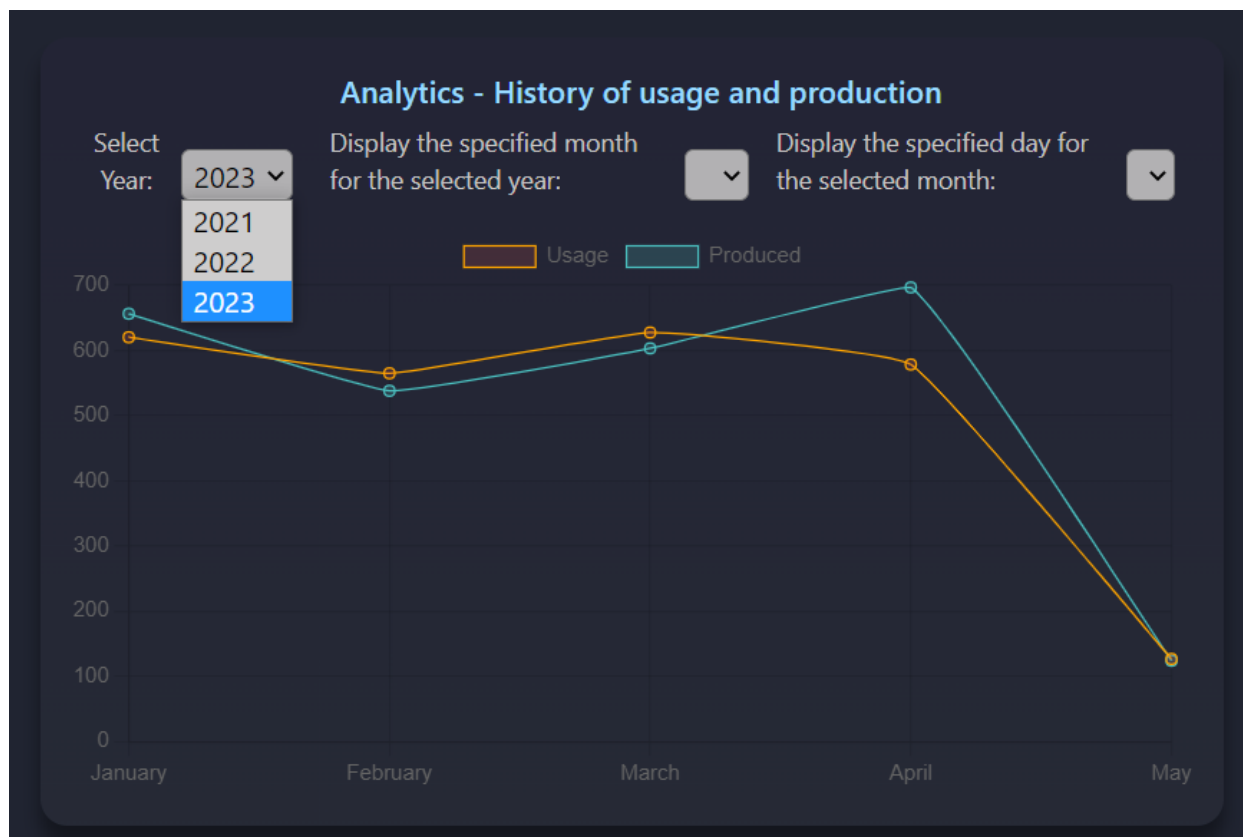 Analytics - History of usage and production
Select
Year:
2023
2021
2022
2023
Display the specified month
for the selected year:
Display the specified day for
the selected month:
Usage
Produced
700
600
500
400
300
200
100
0
January
February
March
April
May